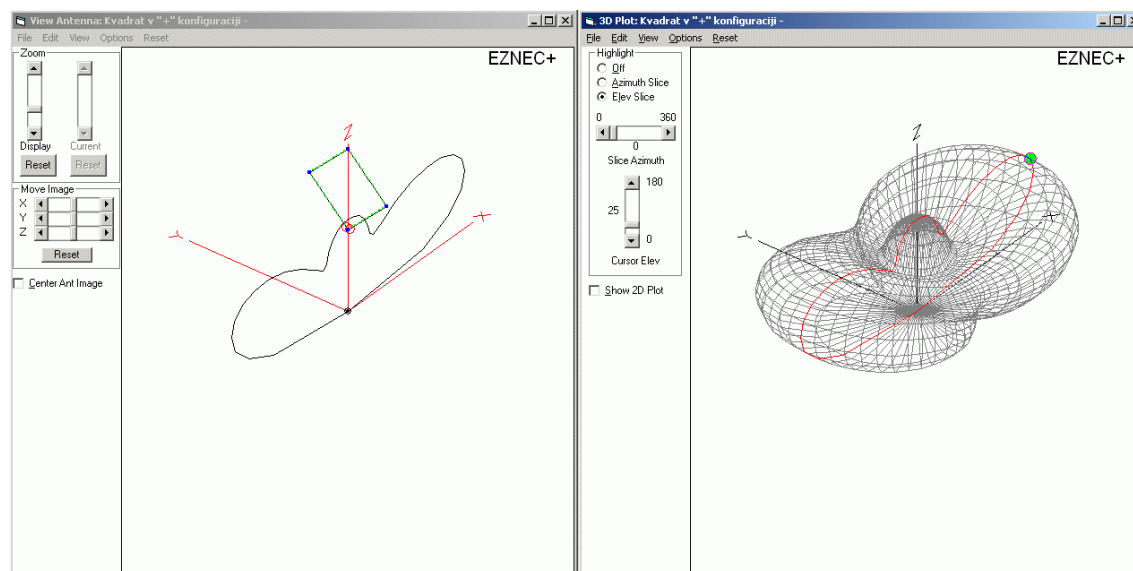 View Antenna: Kvadrat v "+" konfiguraciji -
File Edit View Options Reset
Zoom
Display Current
Reset Reset
Move Image
X
Y
Z
Reset
Center Ant Image
EZNEC+
Z
Y
X
3D Plot: Kvadrat v "+" konfiguraciji -
File Edit View Options Reset
Highlight
Off
Azimuth Slice
Elev Slice
0 360
0
Slice Azimuth
180
25
0
Cursor Elev
Show 2D Plot
EZNEC+
Z
Y
X